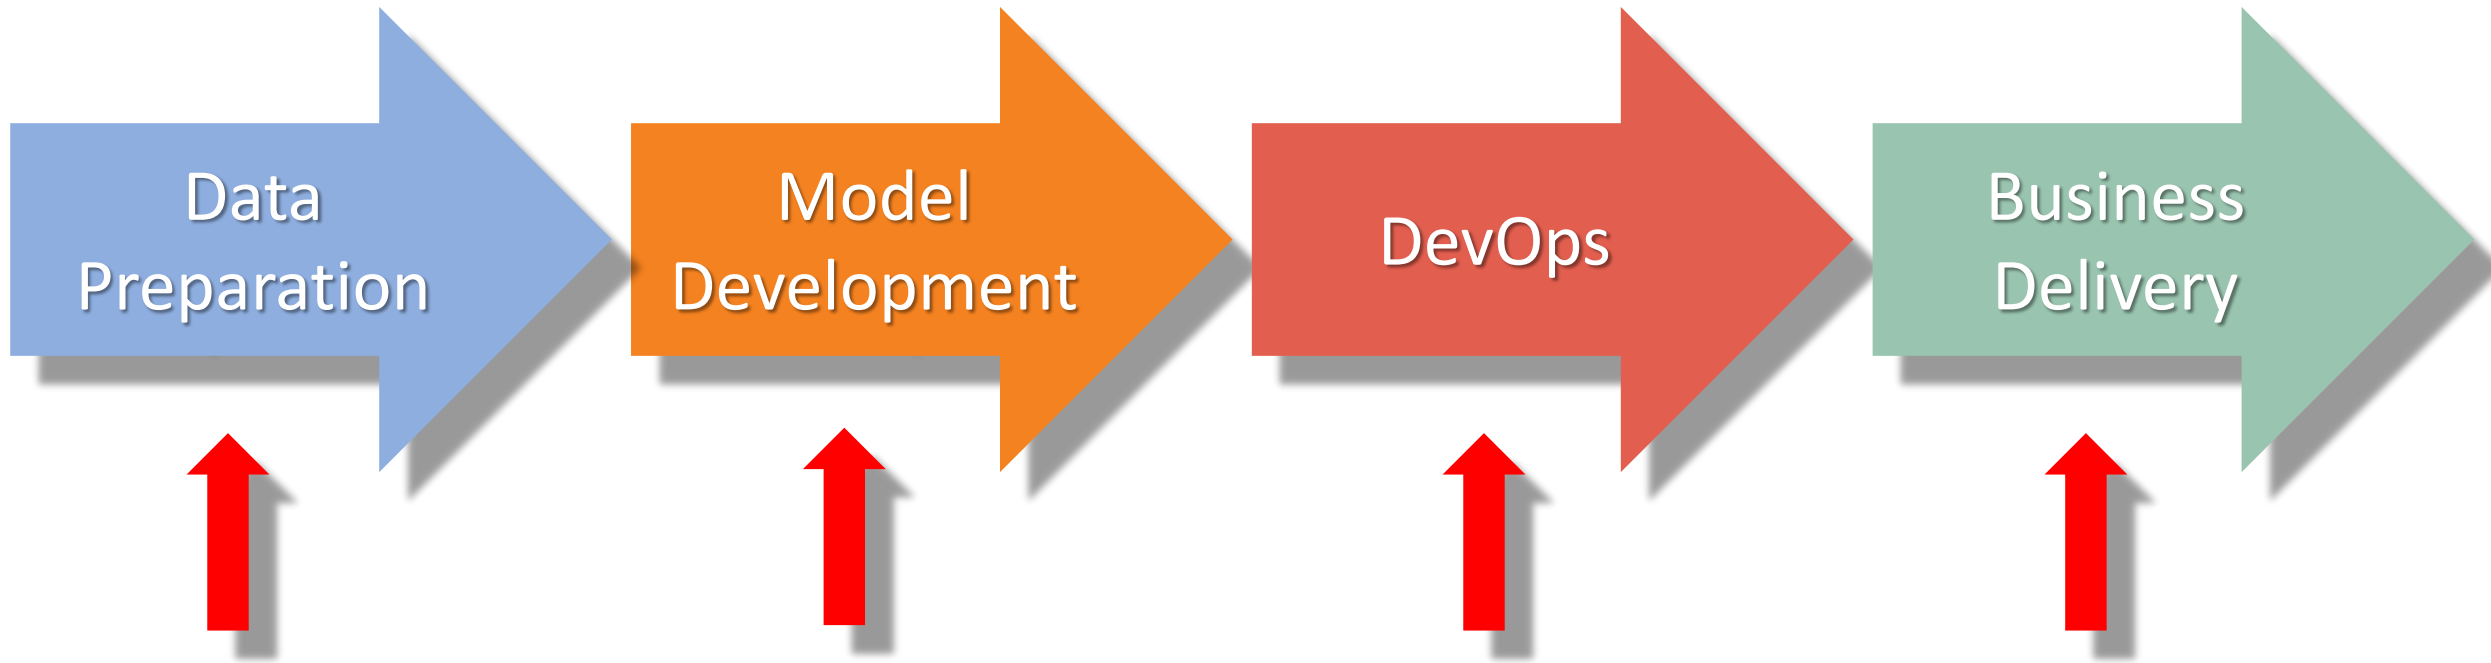 Data
Preparation
Model
Development
DevOps
Business
Delivery